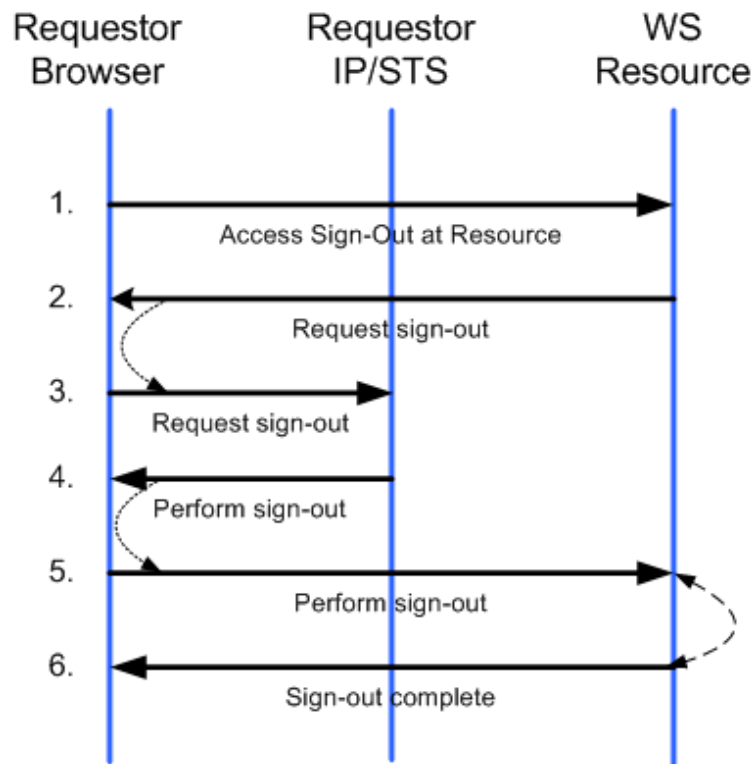 Requestor
Browser
Requestor
IP/STS
WS
Resource
1.
Access Sign-Out at Resource
2.
Request sign-out
3.
Request sign-out
4.
Perform sign-out
5.
Perform sign-out
6.
Sign-out complete